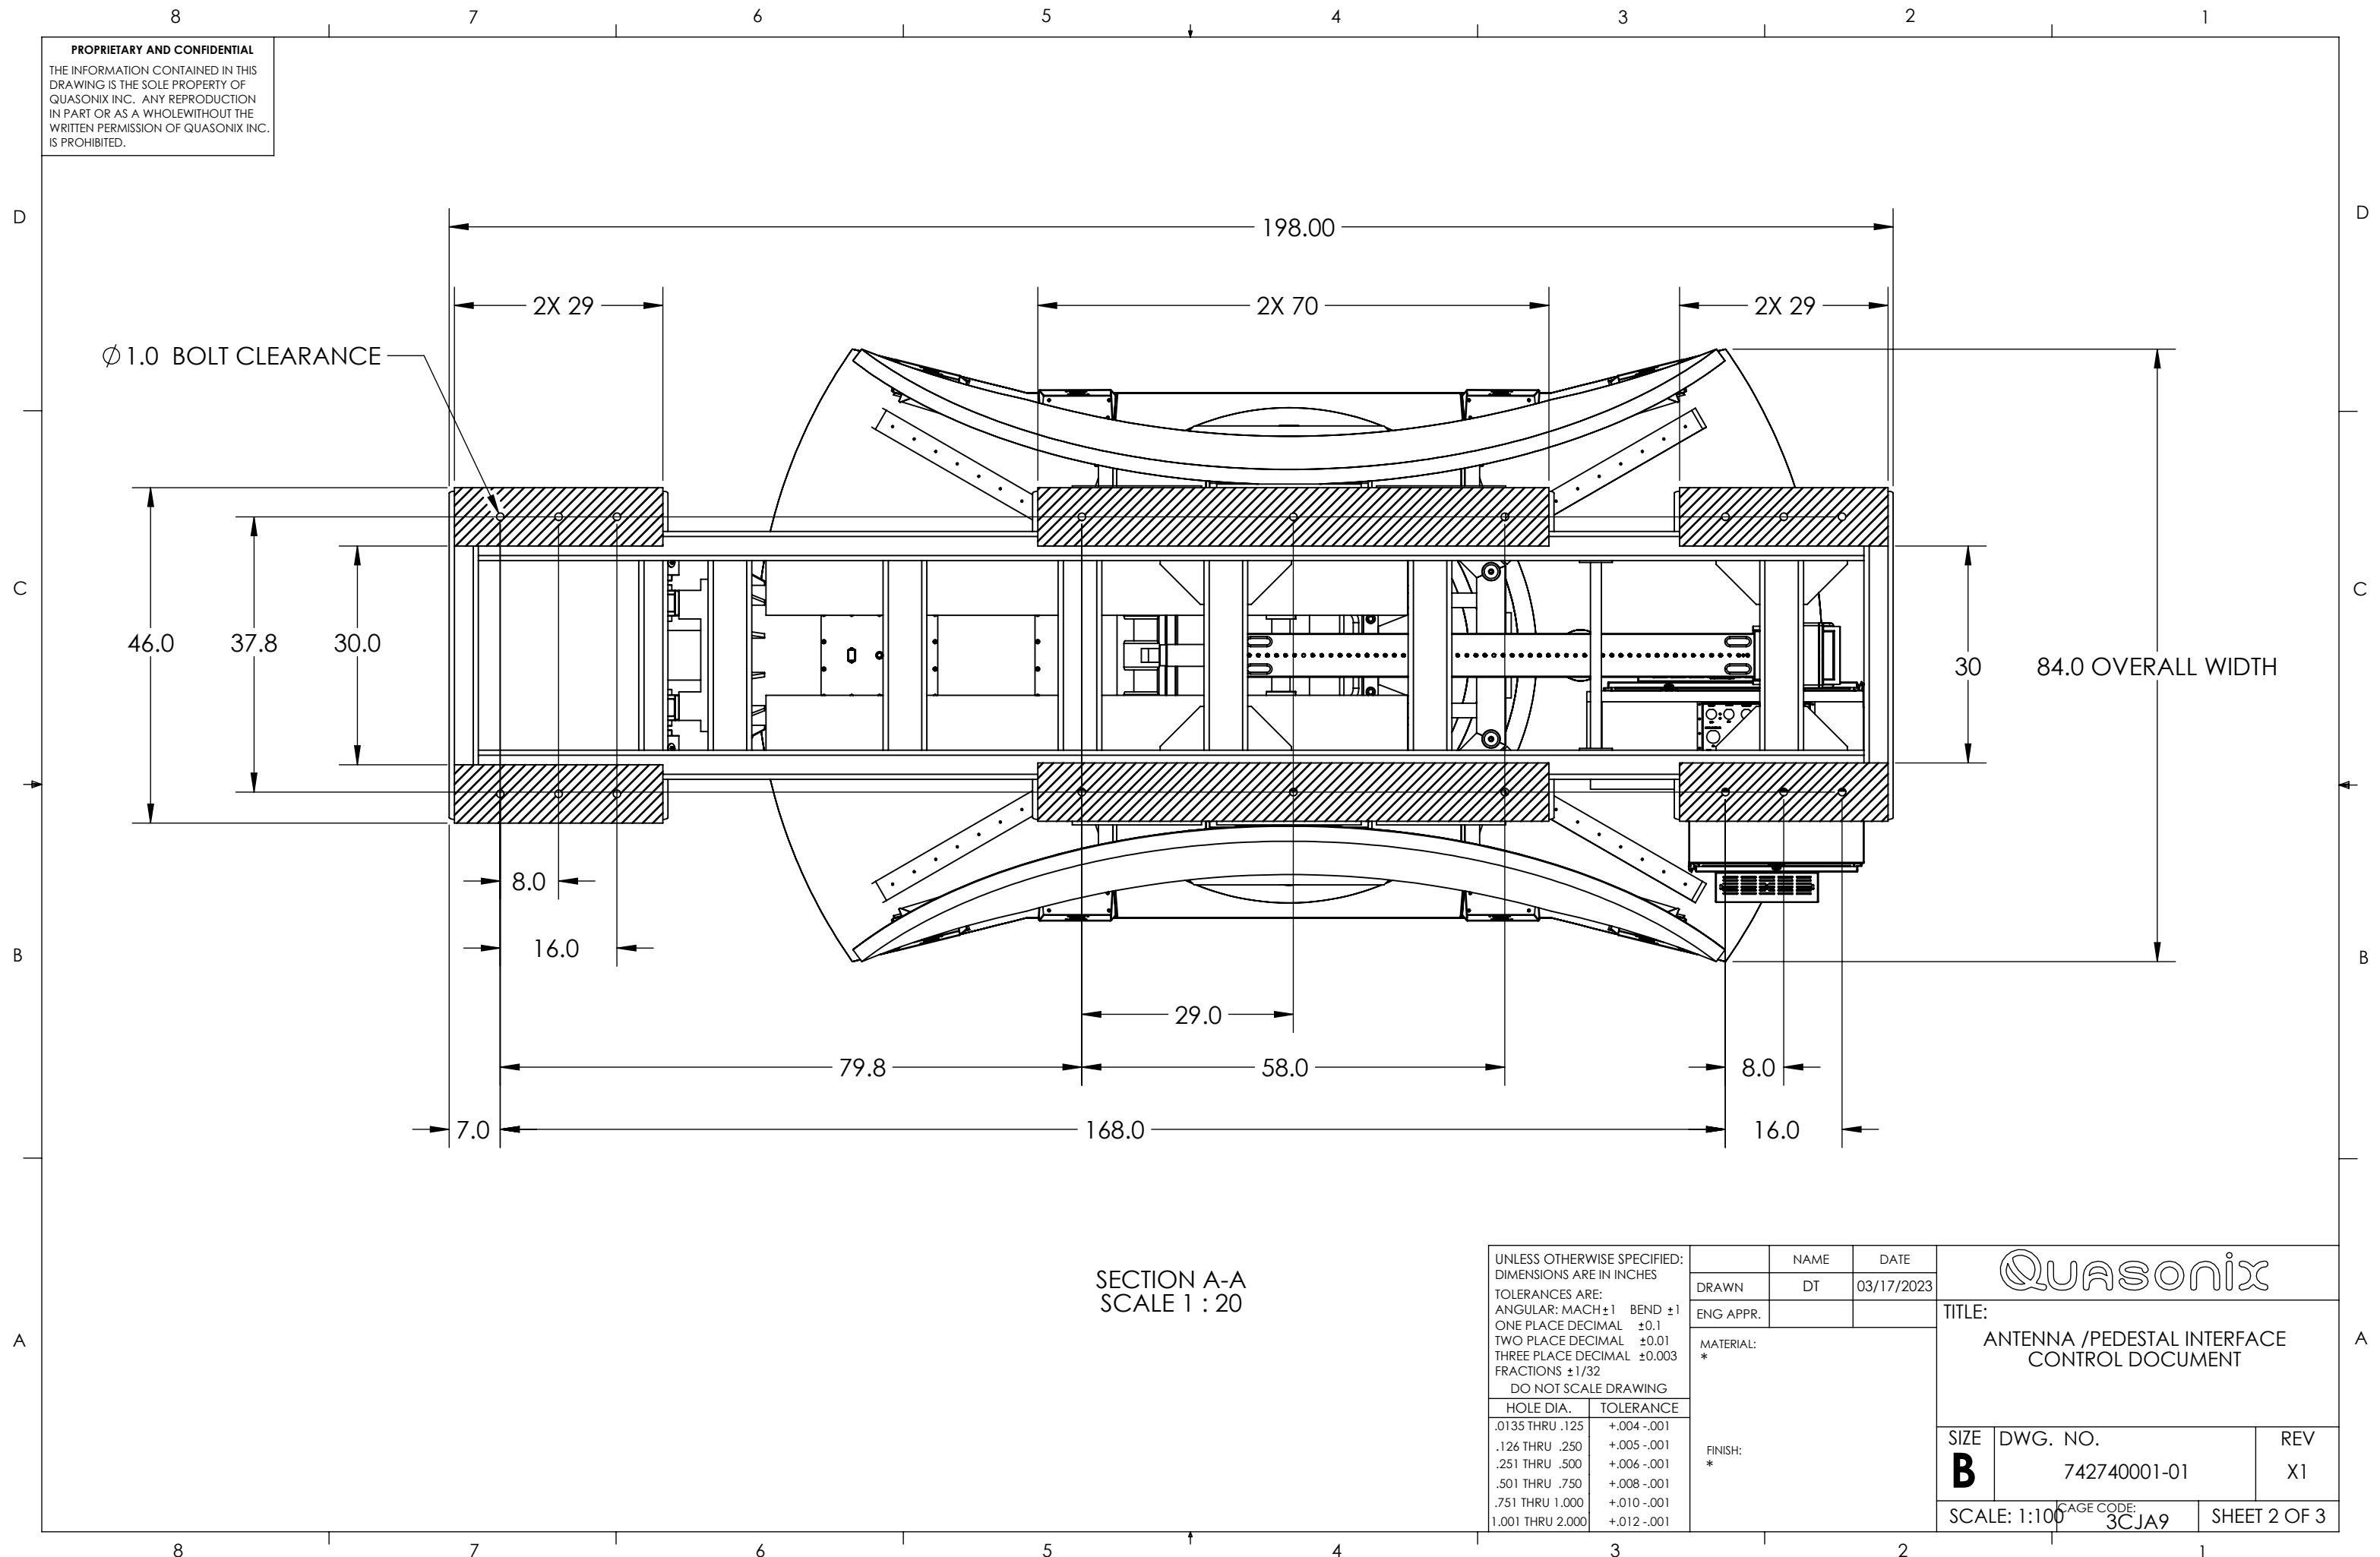 8 7 6 5 4 3 2 1
PROPRIETARY AND CONFIDENTIAL
THE INFORMATION CONTAINED IN THIS
DRAWING IS THE SOLE PROPERTY OF
QUASONIX INC. ANY REPRODUCTION
IN PART OR AS A WHOLEWITHOUT THE
WRITTEN PERMISSION OF QUASONIX INC.
IS PROHIBITED.
D D
198.00
2X 29 2X 70 2X 29
∅1.0 BOLT CLEARANCE
C C
46.0 37.8 30.0 30 84.0 OVERALL WIDTH
8.0
16.0
B B
29.0
79.8 58.0 8.0
7.0 168.0 16.0
SECTION A-A
SCALE 1 : 20
A A
UNLESS OTHERWISE SPECIFIED:
DIMENSIONS ARE IN INCHES
TOLERANCES ARE:
ANGULAR: MACH±1 BEND ±1
ONE PLACE DECIMAL ±0.1
TWO PLACE DECIMAL ±0.01
THREE PLACE DECIMAL ±0.003
FRACTIONS ±1/32
DO NOT SCALE DRAWING
HOLE DIA. TOLERANCE
.0135 THRU .125 +.004 -.001
.126 THRU .250 +.005 -.001
.251 THRU .500 +.006 -.001
.501 THRU .750 +.008 -.001
.751 THRU 1.000 +.010 -.001
1.001 THRU 2.000 +.012 -.001
NAME DATE
DRAWN DT 03/17/2023
ENG APPR.
MATERIAL:
*
FINISH:
*
Quasonix
TITLE:
ANTENNA /PEDESTAL INTERFACE
CONTROL DOCUMENT
SIZE DWG. NO. REV
B 742740001-01 X1
SCALE: 1:100 CAGE CODE: 3CJA9 SHEET 2 OF 3
8 7 6 5 4 3 2 1